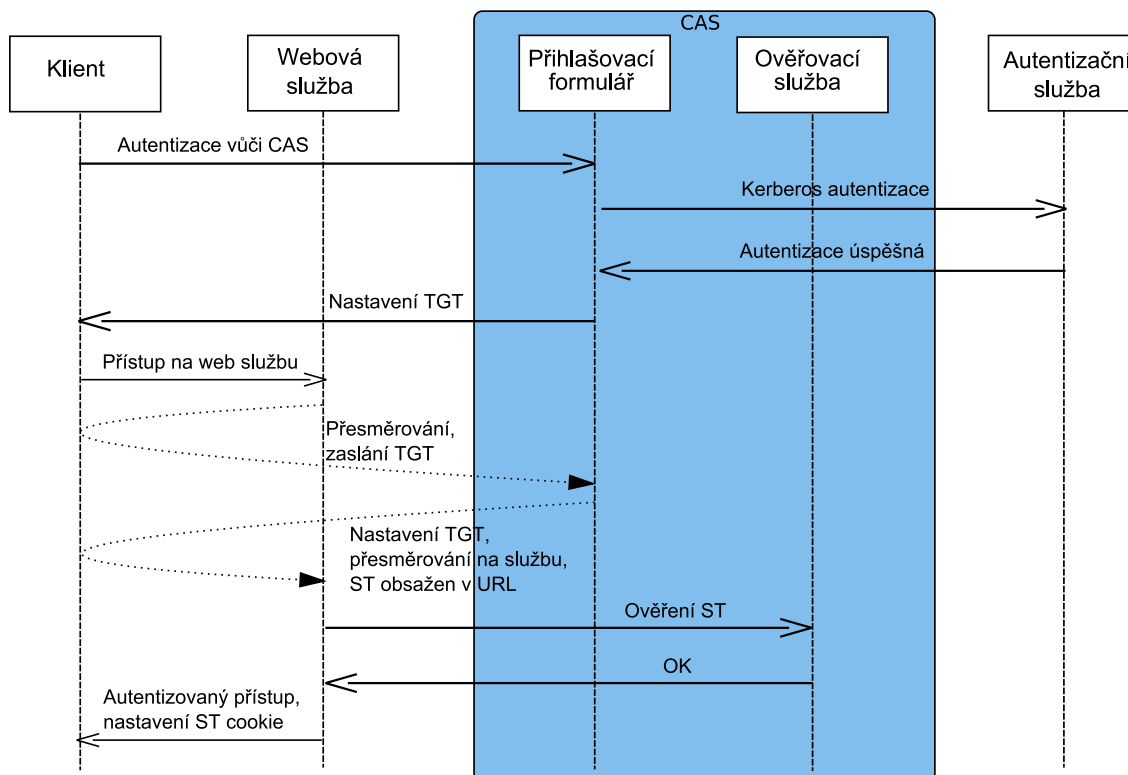 CAS
Klient
Webová
služba
Přihlašovací
formulář
Ověřovací
služba
Autentizační
služba
Autentizace vůči CAS
Kerberos autentizace
Autentizace úspěšná
Nastavení TGT
Přístup na web službu
Přesměrování,
zaslání TGT
Nastavení TGT,
přesměrování na službu,
ST obsažen v URL
Ověření ST
OK
Autentizovaný přístup,
nastavení ST cookie